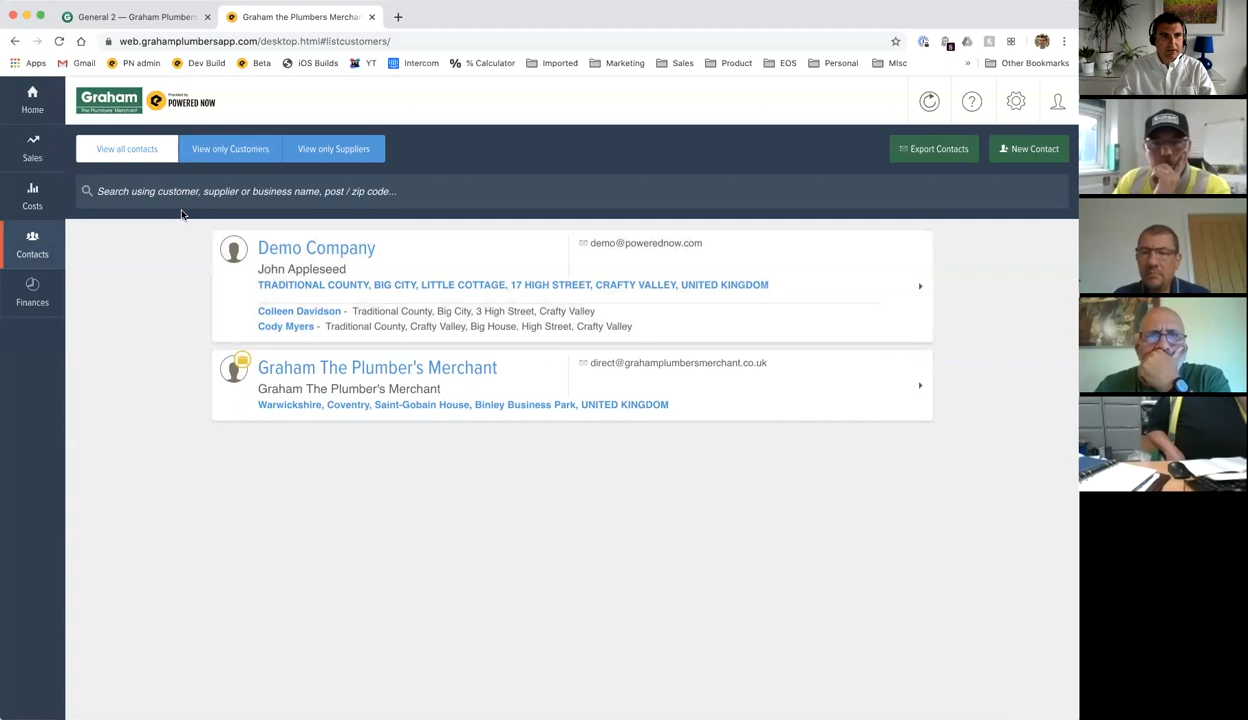 General 2 — Graham Plumbers
Graham the Plumbers Merchan
web.grahamplumbersapp.com/desktop.html#listcustomers/
5
Apps
Gmail
PN admin
Dev Build
Beta
iOS Builds
YT
Intercom
% Calculator
Imported
Marketing
Sales
Product
EOS
Personal
MIsc
»
Other Bookmarks
Home
Sales
Costs
Contacts
Finances
Graham
The Plumbers Merchant
Provided by
POWERED NOW
View all contacts
View only Customers
View only Suppliers
Export Contacts
New Contact
Search using customer, supplier or business name, post / zip code...
Demo Company
demo@powerednow.com
John Appleseed
TRADITIONAL COUNTY, BIG CITY, LITTLE COTTAGE, 17 HIGH STREET, CRAFTY VALLEY, UNITED KINGDOM
Colleen Davidson - Traditional County, Big City, 3 High Street, Crafty Valley
Cody Myers - Traditional County, Crafty Valley, Big House, High Street, Crafty Valley
Graham The Plumber's Merchant
direct@grahamplumbersmerchant.co.uk
Graham The Plumber's Merchant
Warwickshire, Coventry, Saint-Gobain House, Binley Business Park, UNITED KINGDOM